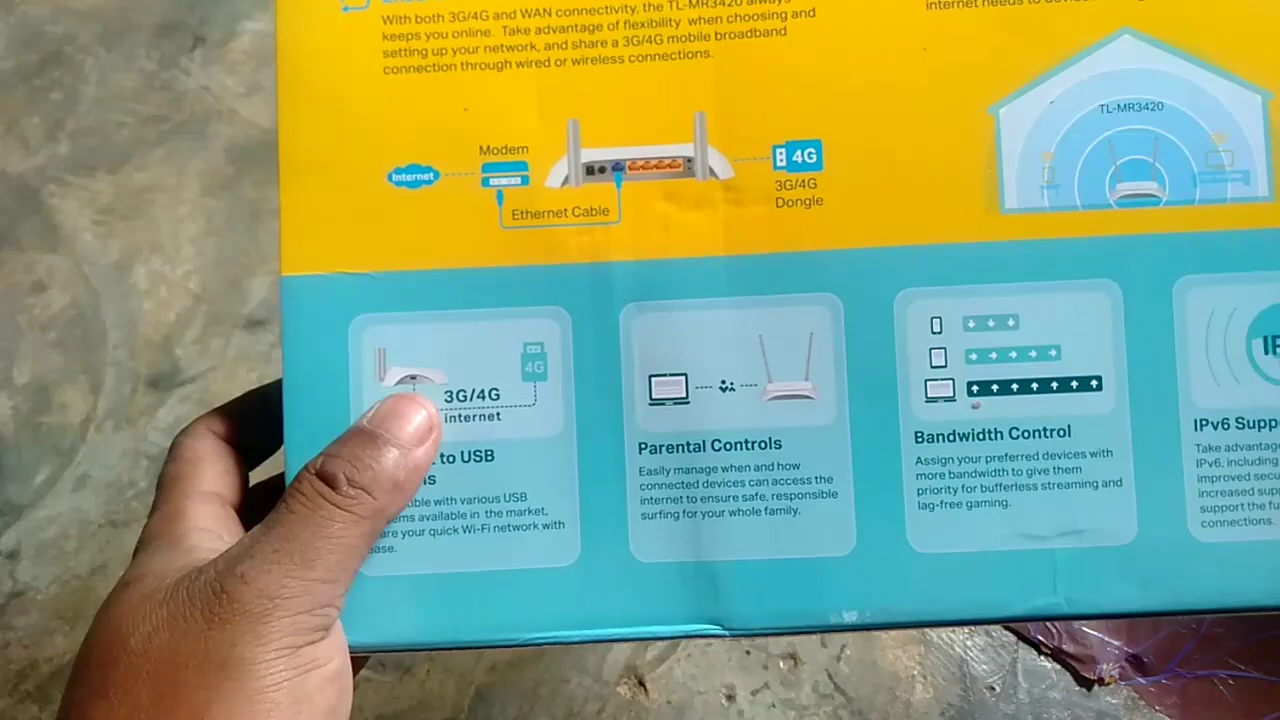 With both 3G/4G and WAN connectivity, the TL-MR3420 always
keeps you online. Take advantage of flexibility when choosing and
setting up your network, and share a 3G/4G mobile broadband
connection through wired or wireless connections.
internet needs to
TL-MR3420
Modem
Internet
4G
3G/4G
Dongle
Ethernet Cable
4G
3G/4G
internet
to USB
with various USB
available in the market,
your quick Wi-Fi network with
Parental Controls
Easily manage when and how
connected devices can access the
internet to ensure safe, responsible
surfing for your whole family.
Bandwidth Control
Assign your preferred devices with
more bandwidth to give them
priority for bufferless streaming and
lag-free gaming.
IPv6
Take
IPv6, including
improved
increased
support the
connections.